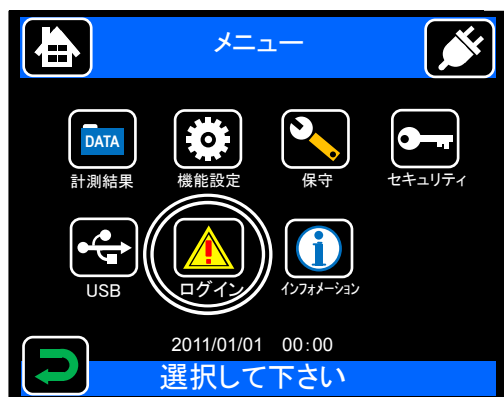 メニュー
DATA
計測結果
機能設定
保守
セキュリティ
USB
ログイン
インフォメーション
2011/01/01 00:00
選択して下さい